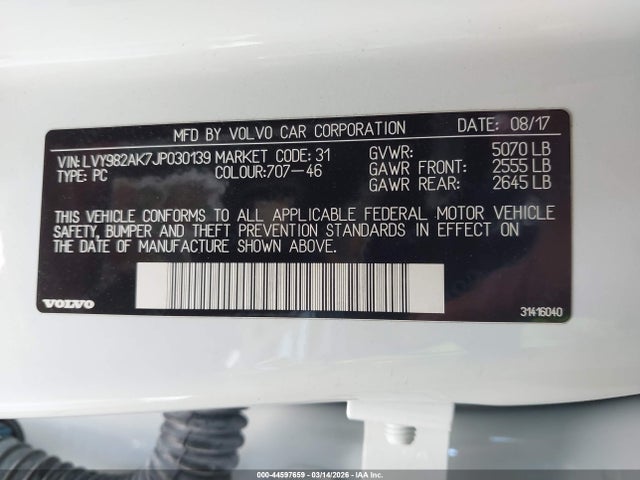 MFD BY VOLVO CAR CORPORATION DATE: 08/17
VIN: LVY982AK7JP030139 MARKET CODE: 31 GVWR: 5070 LB
TYPE: PC COLOUR:707-46 GAWR FRONT: 2555 LB
GAWR REAR: 2645 LB
THIS VEHICLE CONFORMS TO ALL APPLICABLE FEDERAL MOTOR VEHICLE
SAFETY, BUMPER AND THEFT PREVENTION STANDARDS IN EFFECT ON
THE DATE OF MANUFACTURE SHOWN ABOVE.
VOLVO 31416040
000-44597659 - 03/14/2026 - IAA Inc.